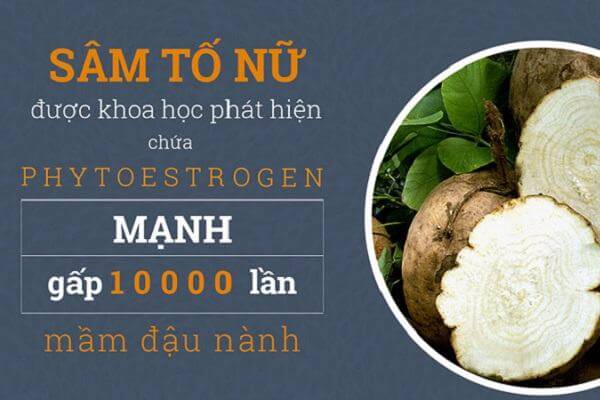 SÂM TỐ NỮ
được khoa học phát hiện
chứa
PHYTOESTROGEN
MẠNH
gấp 10000 lần
mầm đậu nành